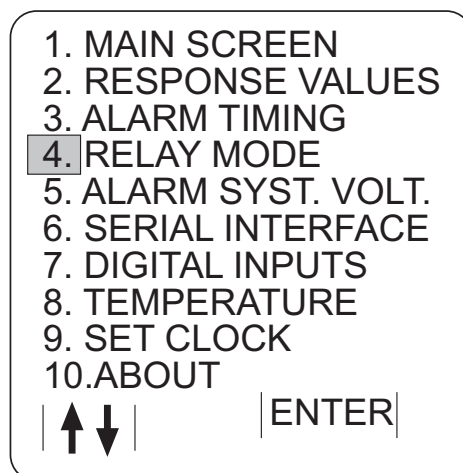 1. MAIN SCREEN
2. RESPONSE VALUES
3. ALARM TIMING
4. RELAY MODE
5. ALARM SYST. VOLT.
6. SERIAL INTERFACE
7. DIGITAL INPUTS
8. TEMPERATURE
9. SET CLOCK
10.ABOUT
ENTER